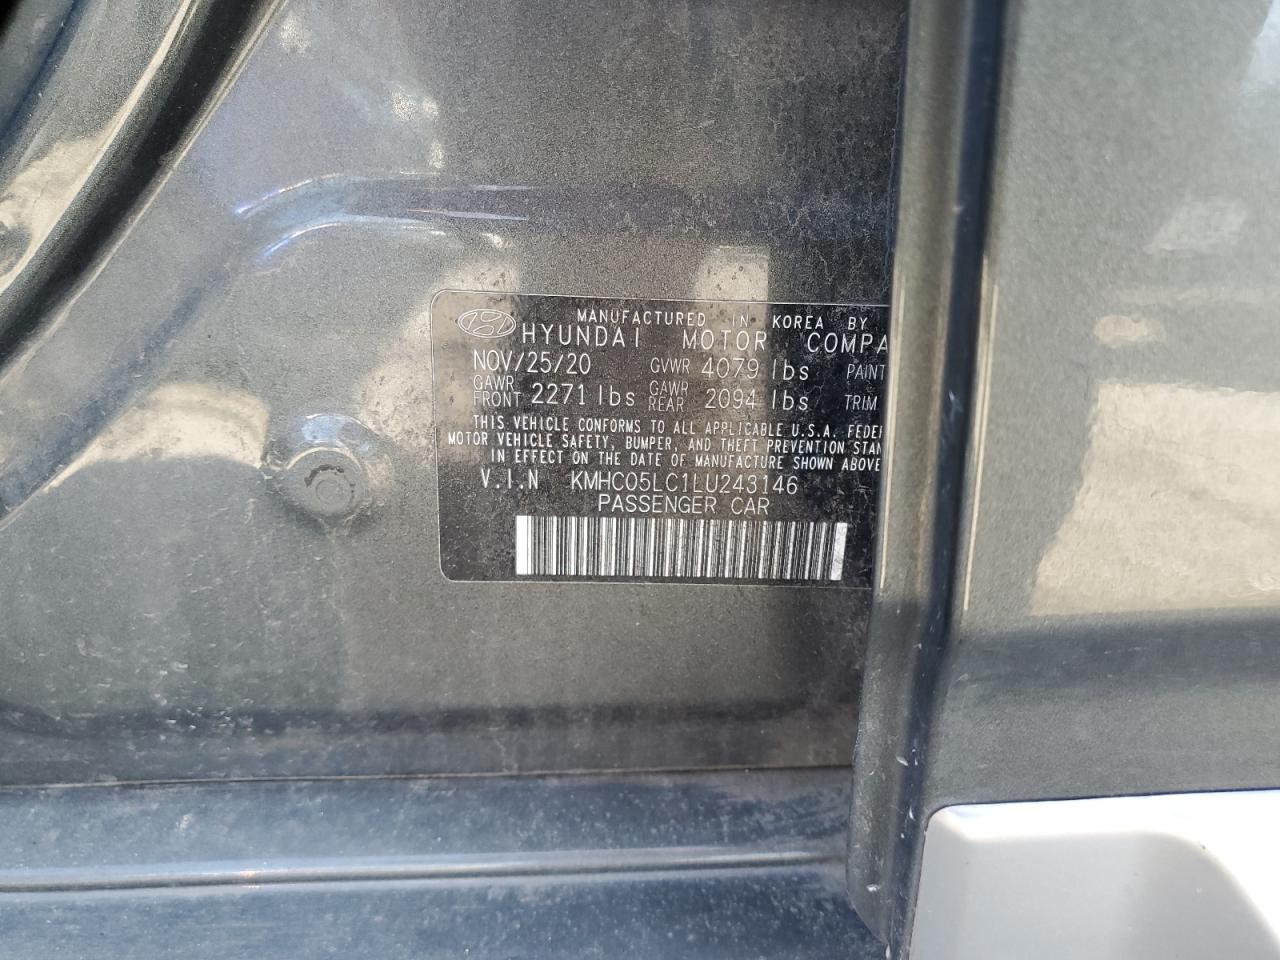 MANUFACTURED IN KOREA BY
HYUNDAI MOTOR COMPA
NOV/25/20 GVWR 4079 lbs PAINT
GAWR FRONT 2271 lbs GAWR REAR 2094 lbs TRIM
THIS VEHICLE CONFORMS TO ALL APPLICABLE U.S.A. FEDE
MOTOR VEHICLE SAFETY, BUMPER, AND THEFT PREVENTION STAN
IN EFFECT ON THE DATE OF MANUFACTURE SHOWN ABOVE
V.I.N KMHC05LC1LU243146
PASSENGER CAR